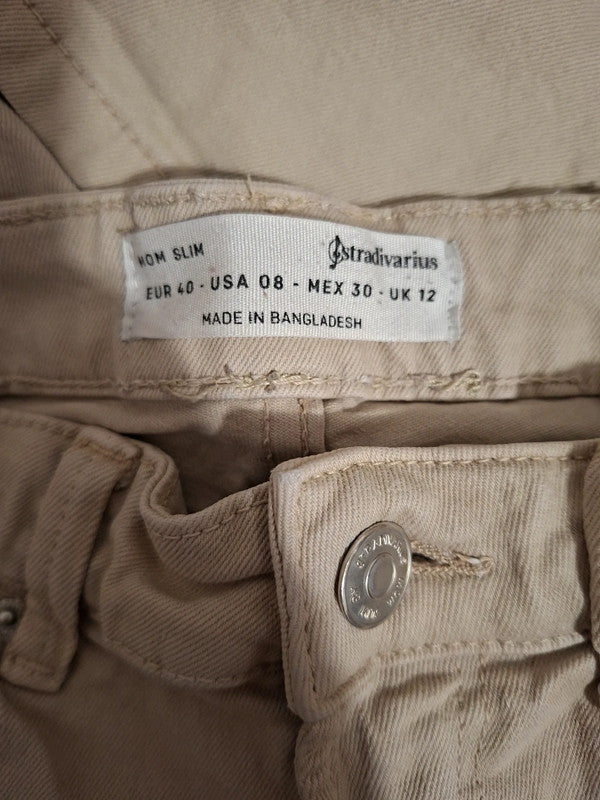 MOM SLIM
stradivarius
EUR 40 - USA 08 - MEX 30 - UK 12
MADE IN BANGLADESH